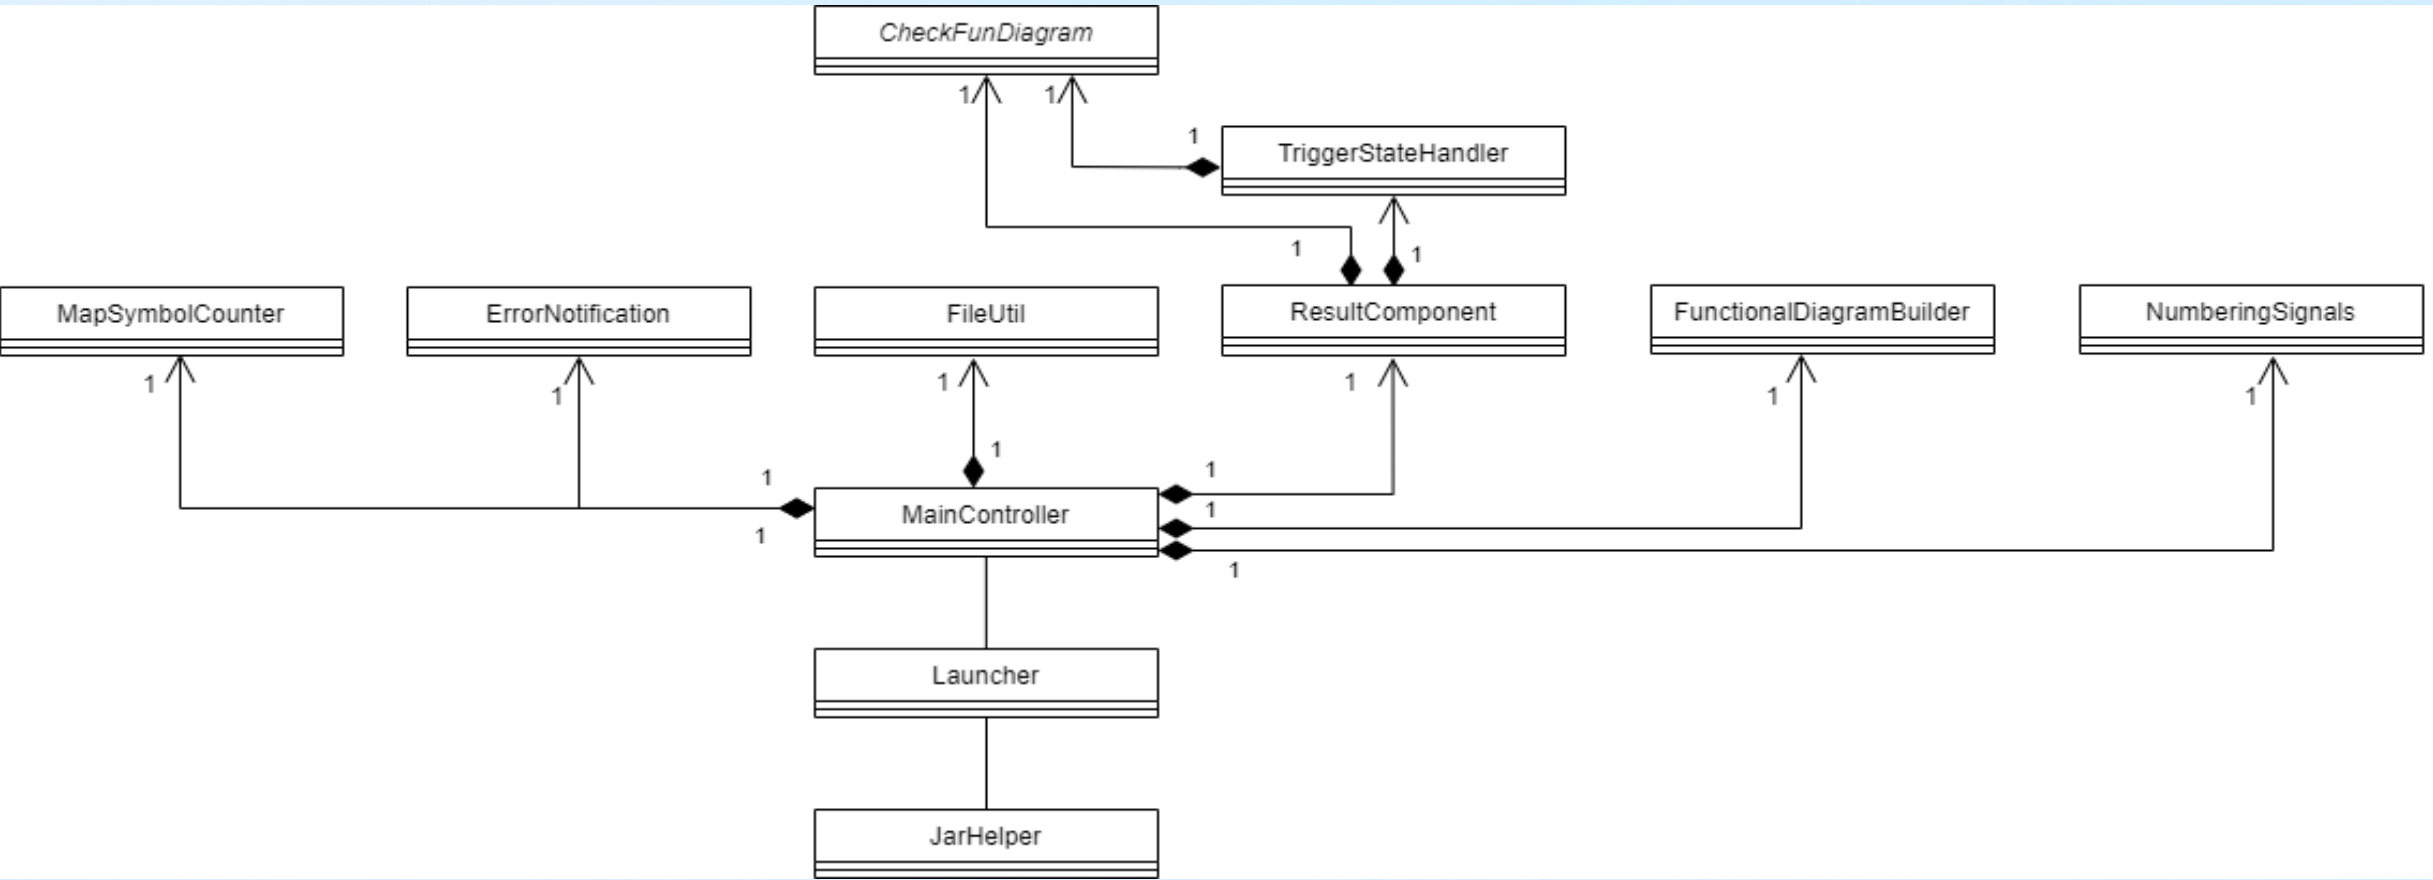 CheckFunDiagram
1 1
1
TriggerStateHandler
1 1
MapSymbolCounter ErrorNotification FileUtil ResultComponent FunctionalDiagramBuilder NumberingSignals
1 1 1 1 1 1
1 1 1
MainController 1
1 1
Launcher
JarHelper